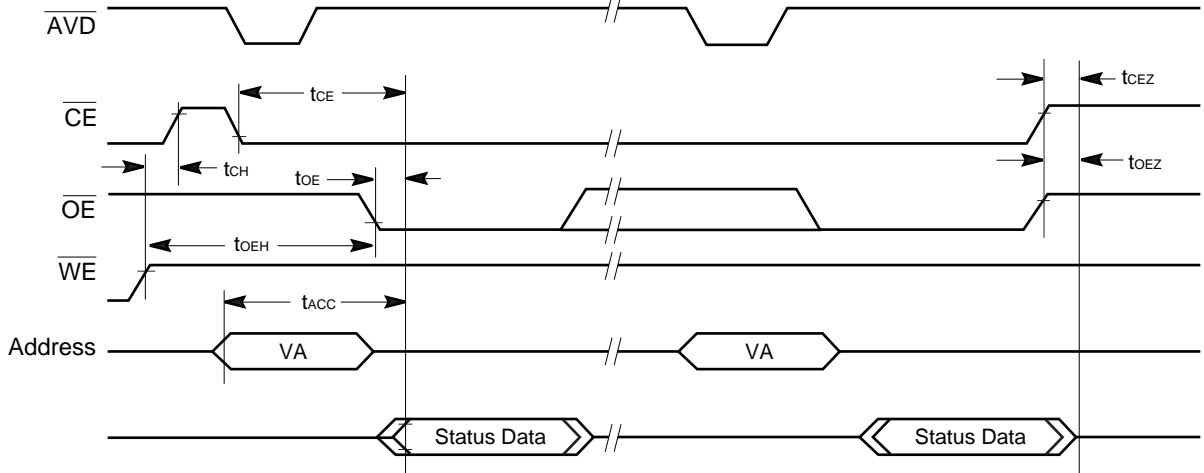 AVD
tCE
tCEZ
CE
tCH
tOE
tOEZ
OE
tOEH
WE
tACC
Address
VA
VA
Status Data
Status Data